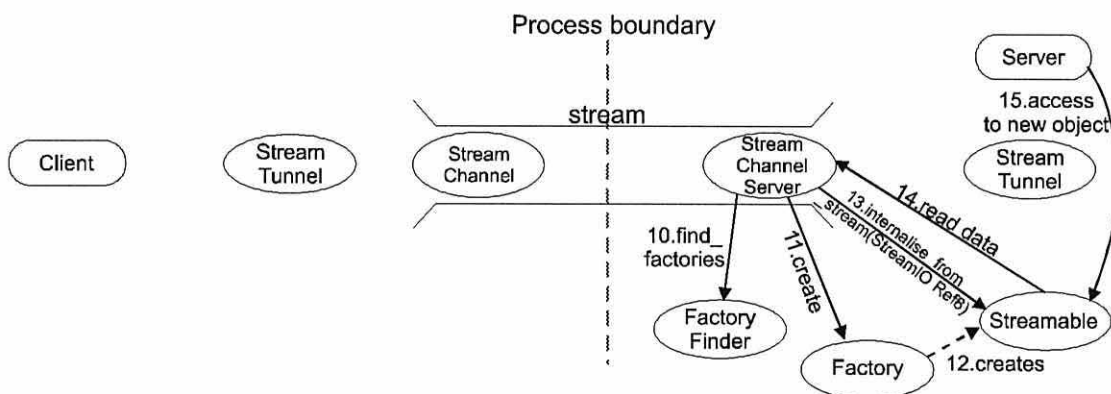 Process boundary
Server
15.access
to new object
stream
Client
Stream
Tunnel
Stream
Channel
Stream
Channel
Server
Stream
Tunnel
14.read data
13.internalise_from
_stream(StreamIO Ref8)
10.find_
factories
11.create
Factory
Finder
Streamable
Factory
12.creates